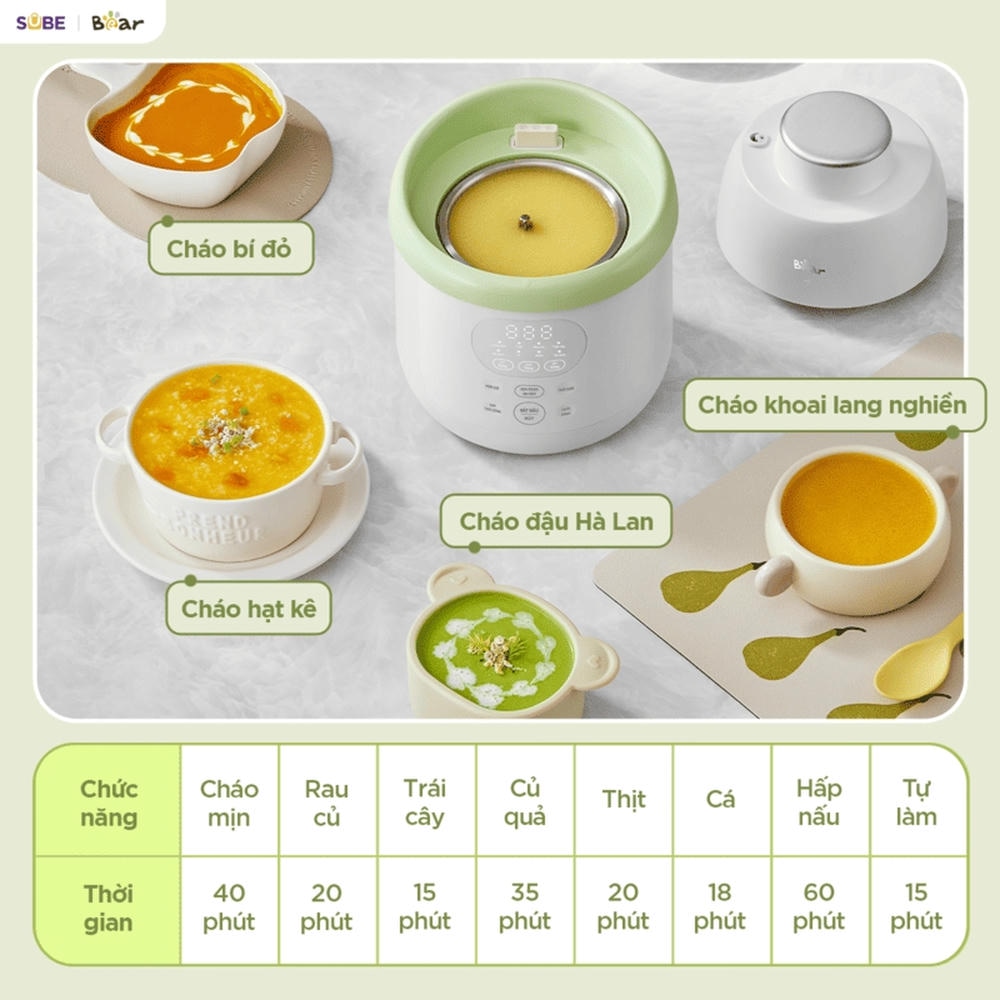 SUBE | Bear
Cháo bí đỏ
Bear
Cháo khoai lang nghiền
Cháo đậu Hà Lan
Cháo hạt kê
Chức năng
Cháo mịn
Rau củ
Trái cây
Củ quả
Thịt
Cá
Hấp nấu
Tự làm
Thời gian
40 phút
20 phút
15 phút
35 phút
20 phút
18 phút
60 phút
15 phút